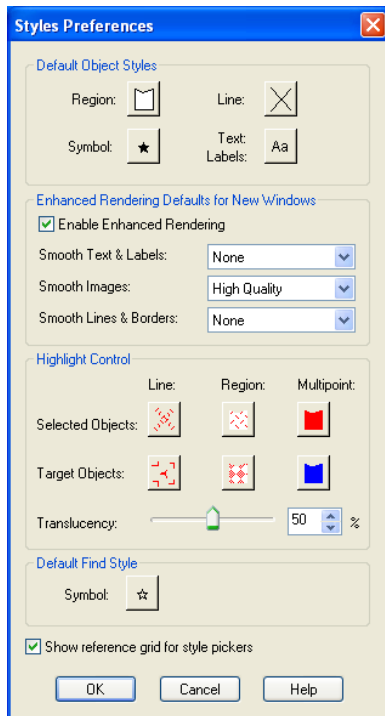 Styles Preferences
Default Object Styles
Region: Line:
Symbol: Text: Labels: Aa
Enhanced Rendering Defaults for New Windows
Enable Enhanced Rendering
Smooth Text & Labels: None
Smooth Images: High Quality
Smooth Lines & Borders: None
Highlight Control
Line: Region: Multipoint:
Selected Objects:
Target Objects:
Translucency: 50 %
Default Find Style
Symbol:
Show reference grid for style pickers
OK Cancel Help